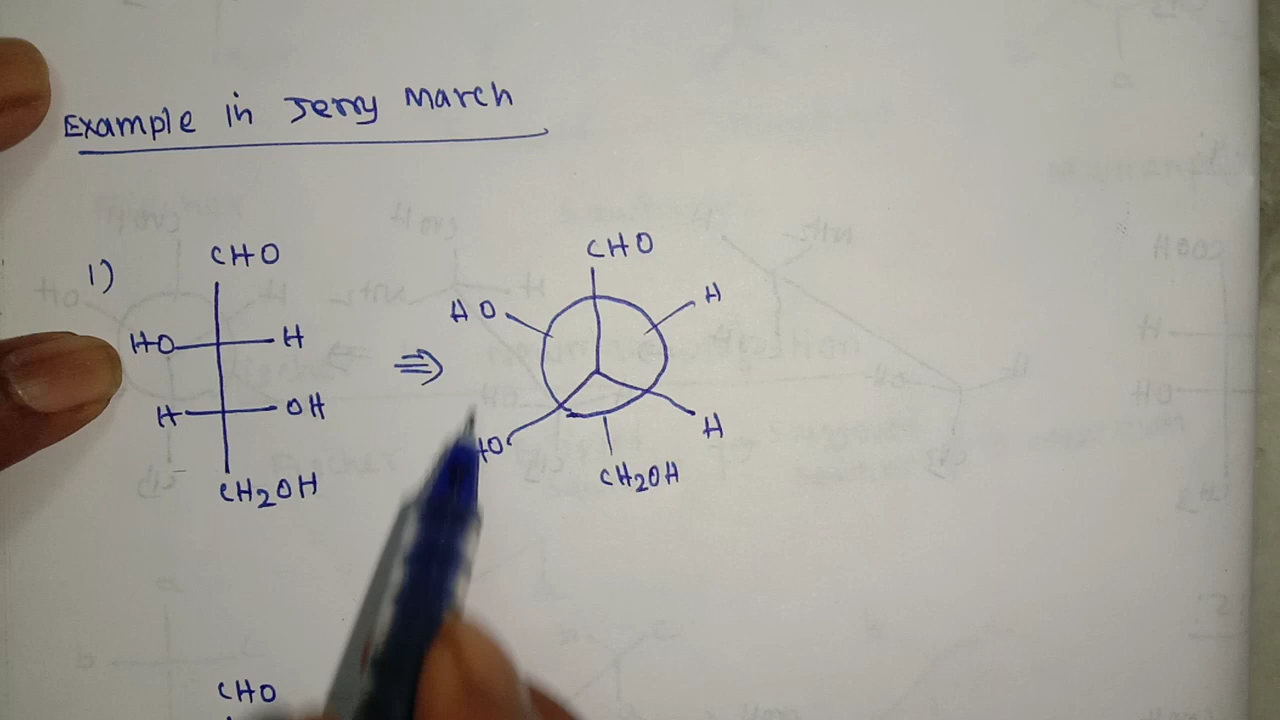 Example in Jerry March
1)
CHO
HO H
H OH
CH2OH
⇒
CHO
HO H
HO H
CH2OH
CHO